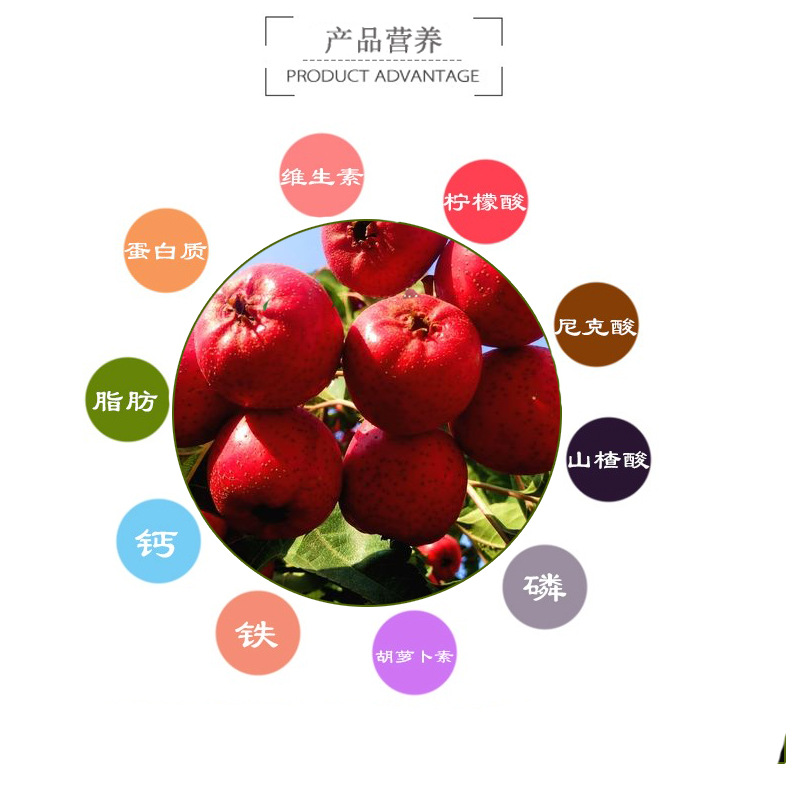 产品营养
PRODUCT ADVANTAGE
维生素
柠檬酸
蛋白质
尼克酸
脂肪
山楂酸
钙
磷
铁
胡萝卜素